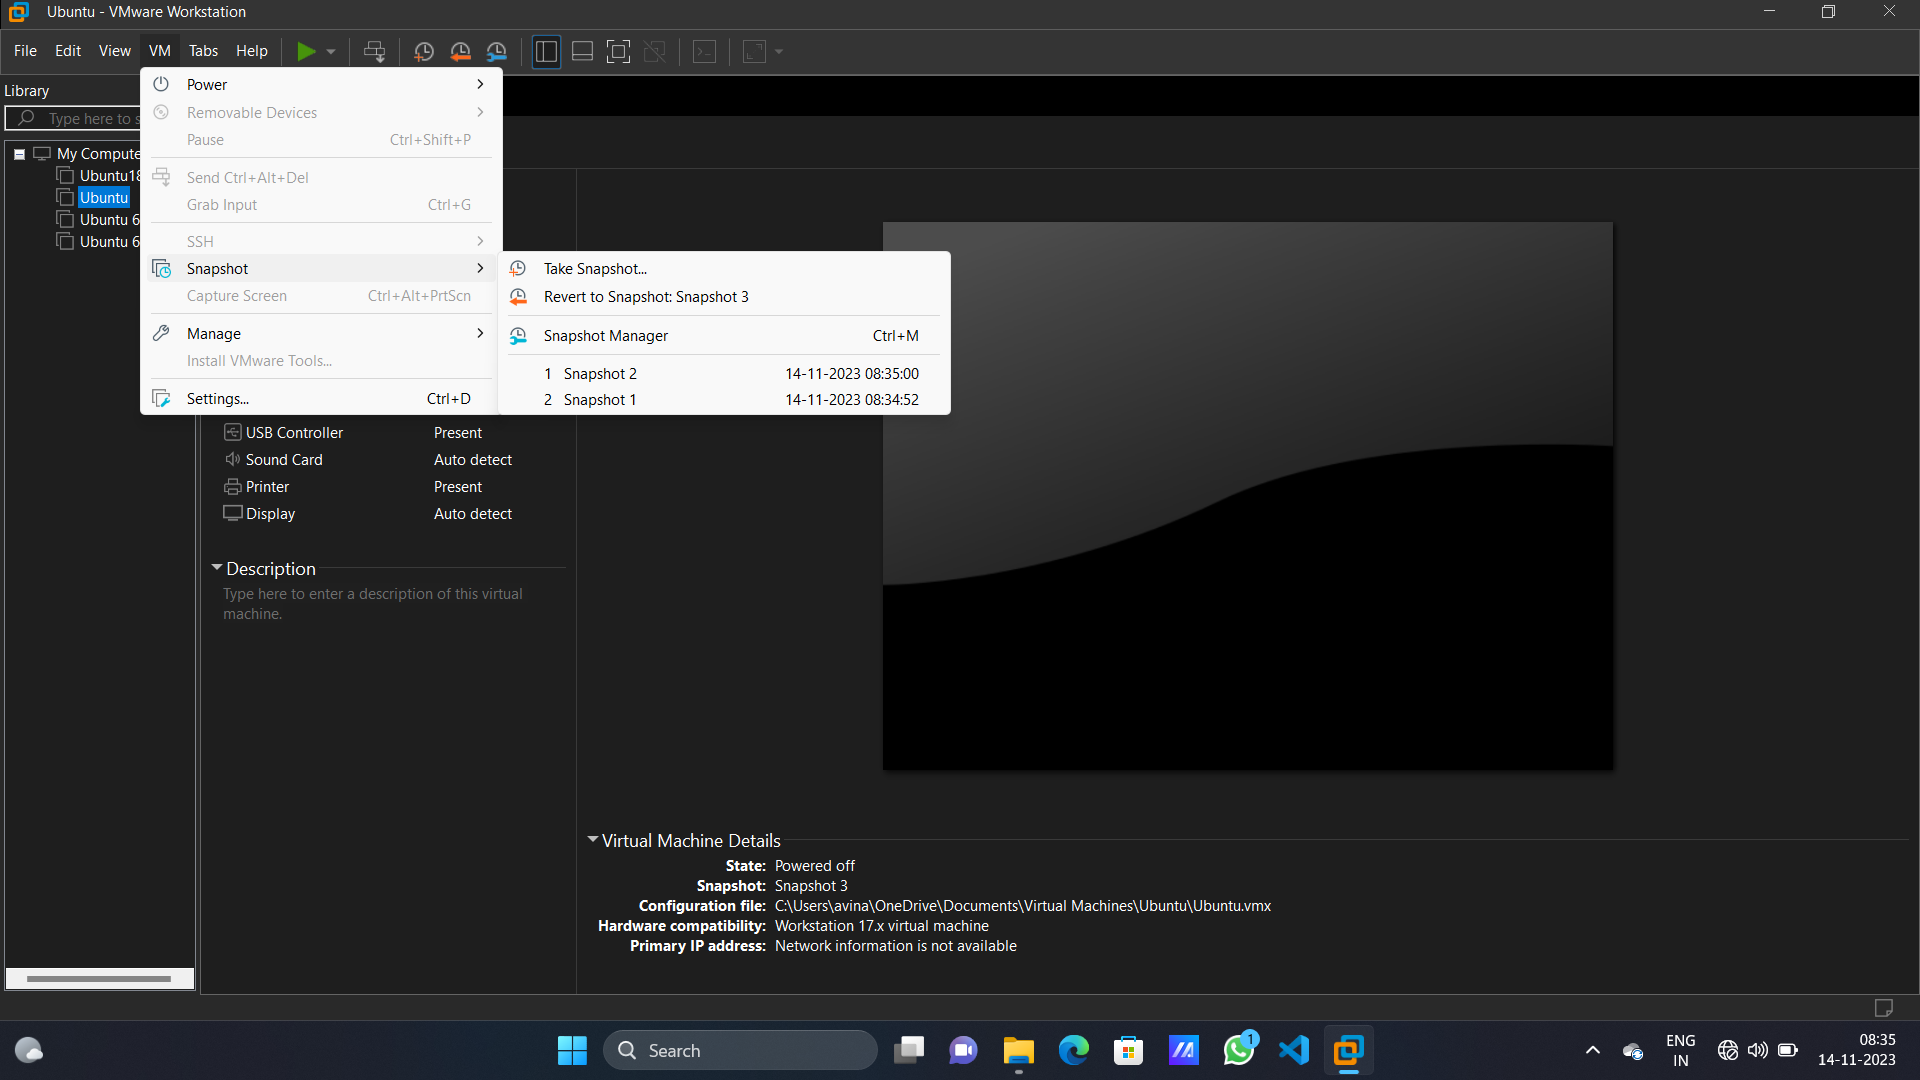 Ubuntu - VMware Workstation
File Edit View VM Tabs Help
Library
Type here to s
My Compute
Ubuntu18
Ubuntu
Ubuntu 6
Ubuntu 6
Power
Removable Devices
Pause Ctrl+Shift+P
Send Ctrl+Alt+Del
Grab Input Ctrl+G
SSH
Snapshot
Capture Screen Ctrl+Alt+PrtScn
Manage
Install VMware Tools...
Settings... Ctrl+D
Take Snapshot...
Revert to Snapshot: Snapshot 3
Snapshot Manager Ctrl+M
1 Snapshot 2 14-11-2023 08:35:00
2 Snapshot 1 14-11-2023 08:34:52
USB Controller Present
Sound Card Auto detect
Printer Present
Display Auto detect
Description
Type here to enter a description of this virtual
machine.
Virtual Machine Details
State: Powered off
Snapshot: Snapshot 3
Configuration file: C:\Users\avina\OneDrive\Documents\Virtual Machines\Ubuntu\Ubuntu.vmx
Hardware compatibility: Workstation 17.x virtual machine
Primary IP address: Network information is not available
Search
1
ENG
IN
08:35
14-11-2023